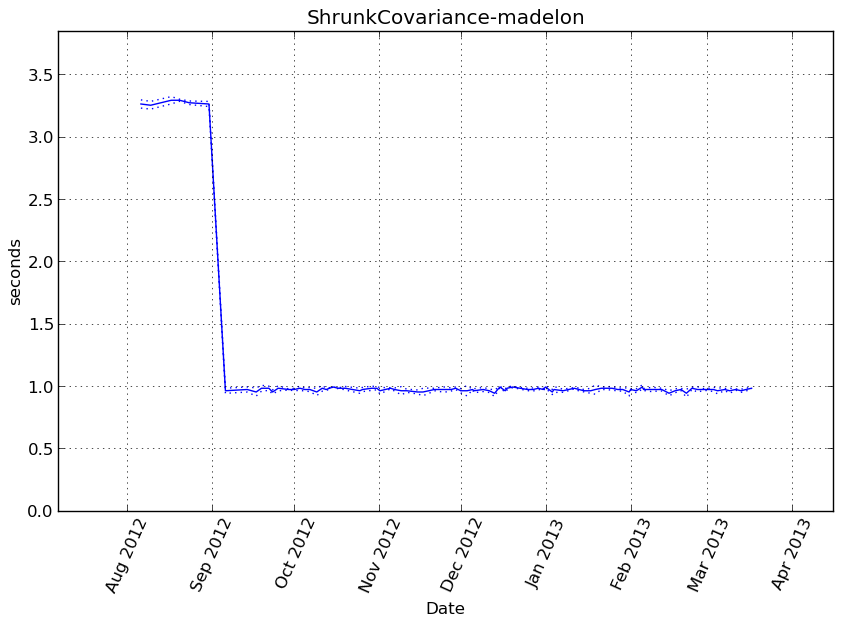 ShrunkCovariance-madelon
3.5
3.0
2.5
2.0
1.5
1.0
0.5
0.0
seconds
Aug 2012
Sep 2012
Oct 2012
Nov 2012
Dec 2012
Jan 2013
Feb 2013
Mar 2013
Apr 2013
Date